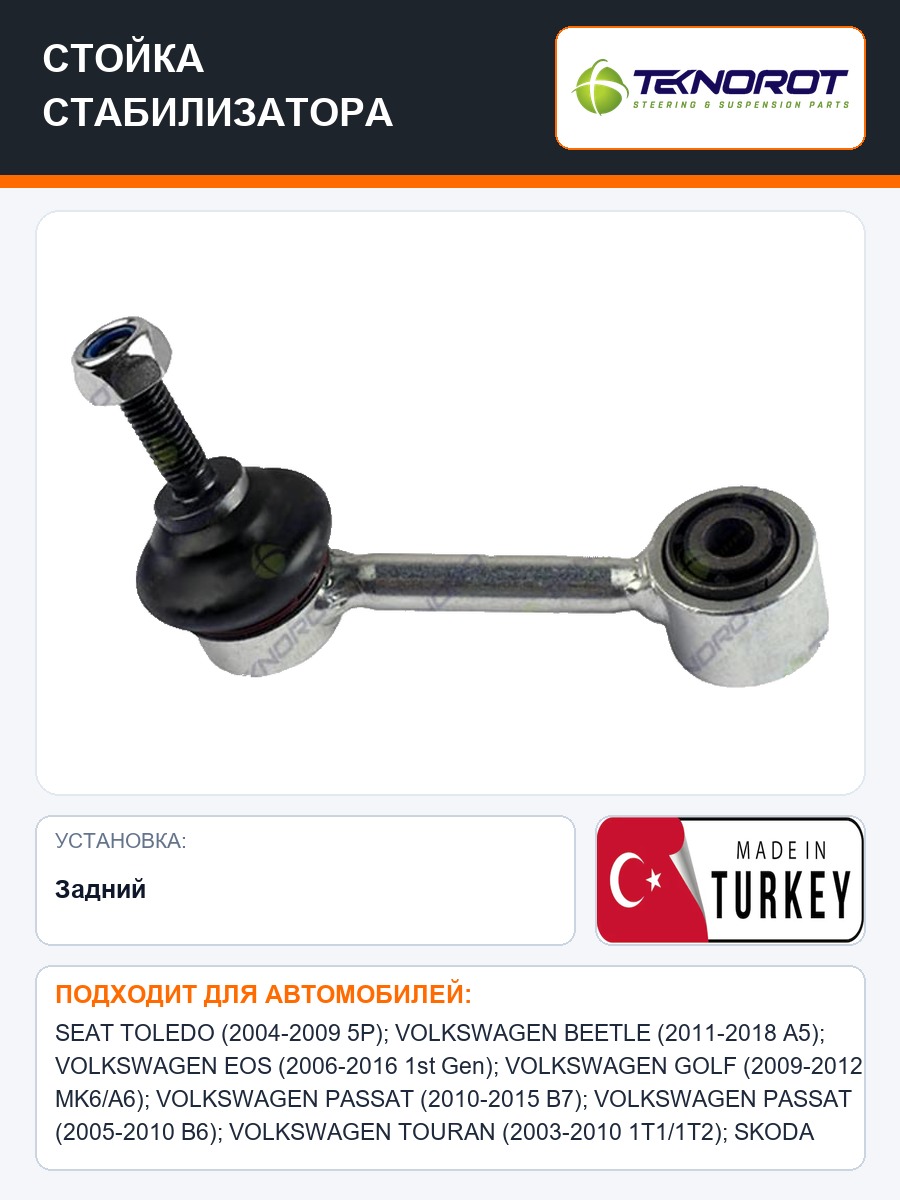 СТОЙКА
СТАБИЛИЗАТОРА
TEKNOROT
STEERING & SUSPENSION PARTS
TEKNOROT
TEKNOROT
УСТАНОВКА:
Задний
MADE IN
TURKEY
ПОДХОДИТ ДЛЯ АВТОМОБИЛЕЙ:
SEAT TOLEDO (2004-2009 5P); VOLKSWAGEN BEETLE (2011-2018 A5);
VOLKSWAGEN EOS (2006-2016 1st Gen); VOLKSWAGEN GOLF (2009-2012
MK6/A6); VOLKSWAGEN PASSAT (2010-2015 B7); VOLKSWAGEN PASSAT
(2005-2010 B6); VOLKSWAGEN TOURAN (2003-2010 1T1/1T2); SKODA